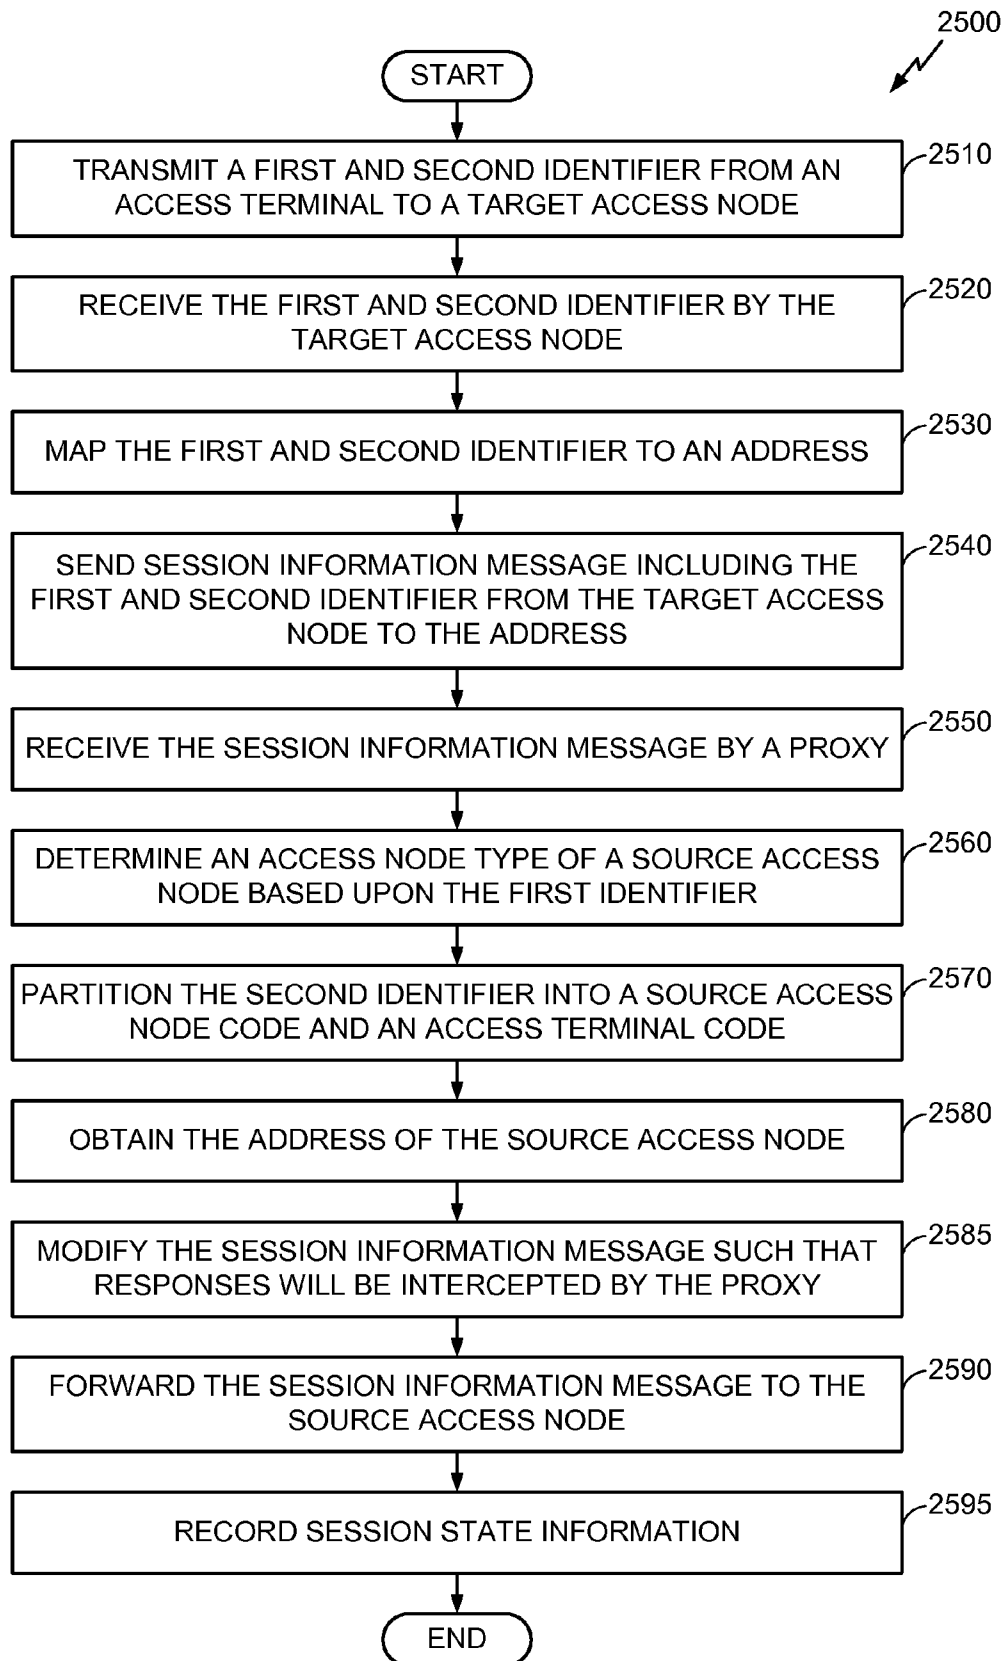 2500
START
TRANSMIT A FIRST AND SECOND IDENTIFIER FROM AN
ACCESS TERMINAL TO A TARGET ACCESS NODE
2510
RECEIVE THE FIRST AND SECOND IDENTIFIER BY THE
TARGET ACCESS NODE
2520
MAP THE FIRST AND SECOND IDENTIFIER TO AN ADDRESS
2530
SEND SESSION INFORMATION MESSAGE INCLUDING THE
FIRST AND SECOND IDENTIFIER FROM THE TARGET ACCESS
NODE TO THE ADDRESS
2540
RECEIVE THE SESSION INFORMATION MESSAGE BY A PROXY
2550
DETERMINE AN ACCESS NODE TYPE OF A SOURCE ACCESS
NODE BASED UPON THE FIRST IDENTIFIER
2560
PARTITION THE SECOND IDENTIFIER INTO A SOURCE ACCESS
NODE CODE AND AN ACCESS TERMINAL CODE
2570
OBTAIN THE ADDRESS OF THE SOURCE ACCESS NODE
2580
MODIFY THE SESSION INFORMATION MESSAGE SUCH THAT
RESPONSES WILL BE INTERCEPTED BY THE PROXY
2585
FORWARD THE SESSION INFORMATION MESSAGE TO THE
SOURCE ACCESS NODE
2590
RECORD SESSION STATE INFORMATION
2595
END